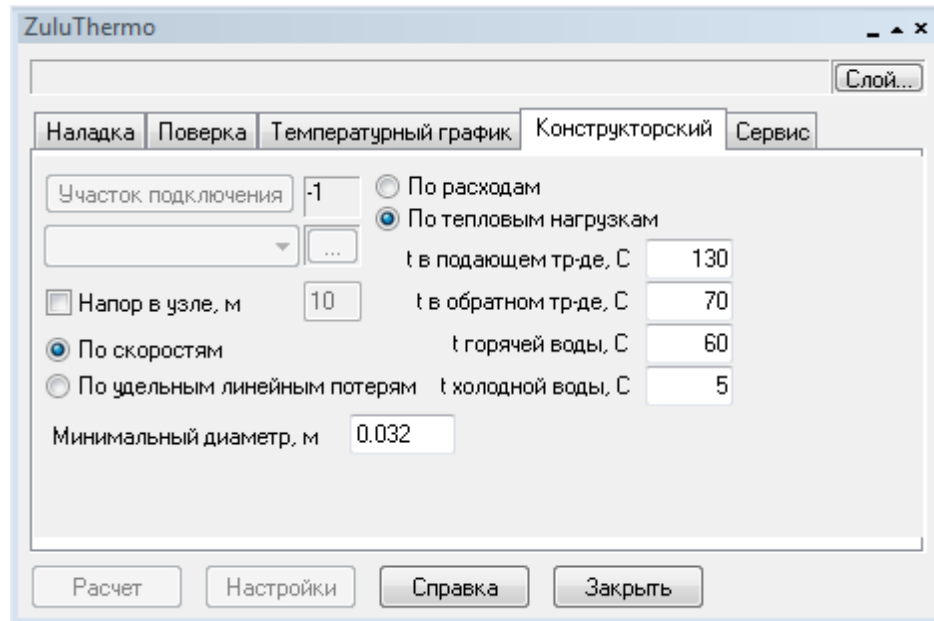 ZuluThermo
Слой...
Наладка Поверка Температурный график Конструкторский Сервис
Участок подключения -1 По расходам
По тепловым нагрузкам
... t в подающем тр-де, С 130
Напор в узле, м 10 t в обратном тр-де, С 70
По скоростям t горячей воды, С 60
По удельным линейным потерям t холодной воды, С 5
Минимальный диаметр, м 0.032
Расчет Настройки Справка Закрыть